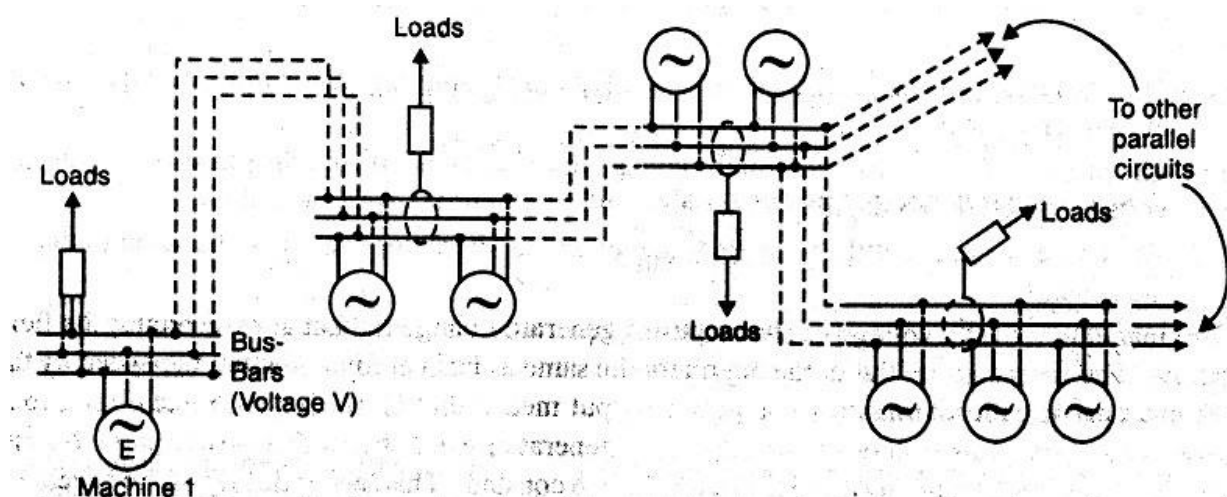 Loads
To other
parallel
circuits
Loads
Loads
Loads
Bus-
Bars
(Voltage V)
E
Machine 1